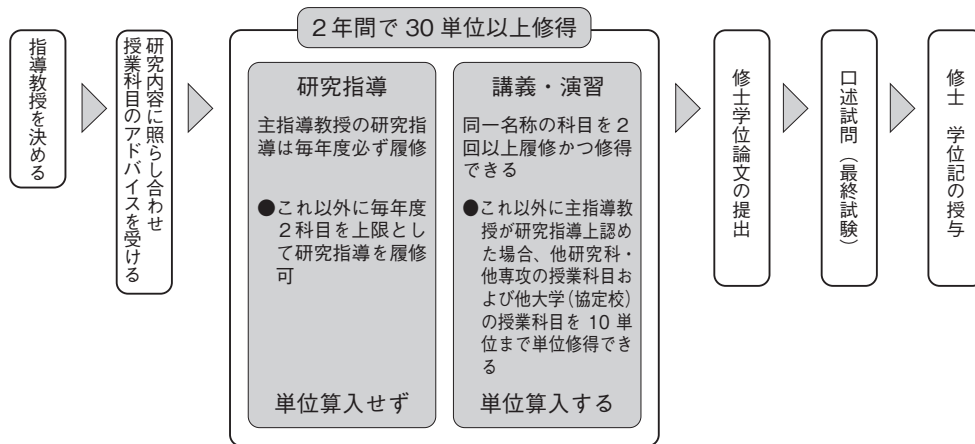 指導教授を決める
研究内容に照らし合わせ
授業科目のアドバイスを受ける
2年間で 30 単位以上修得
研究指導
主指導教授の研究指
導は毎年度必ず履修
●これ以外に毎年度
2科目を上限とし
て研究指導を履修
可
単位算入せず
講義・演習
同一名称の科目を2
回以上履修かつ修得
できる
●これ以外に主指導教
授が研究指導上認め
た場合、他研究科・
他専攻の授業科目お
よび他大学(協定校)
の授業科目を 10 単
位まで単位修得でき
る
単位算入する
修士学位論文の提出
口述試問(最終試験)
修士 学位記の授与